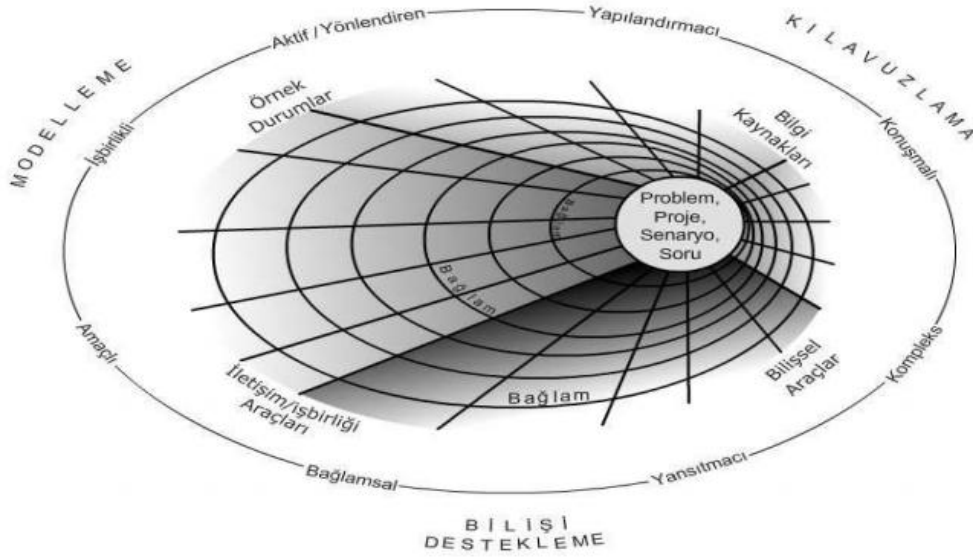 Aktif / Yönlendiren
Yapılandırmacı
KILAVUZLAMA
MODELLEME
İşbirlikli
Örnek
Durumlar
Bilgi
Kaynakları
Konuşmalı
Problem,
Proje,
Senaryo,
Soru
Bağlam
Bağlam
Bağlam
Amaçlı
İletişim/işbirliği
Araçları
Bilişsel
Araçlar
Kompleks
Bağlamsal
Yansıtmacı
BİLİŞİ
DESTEKLEME